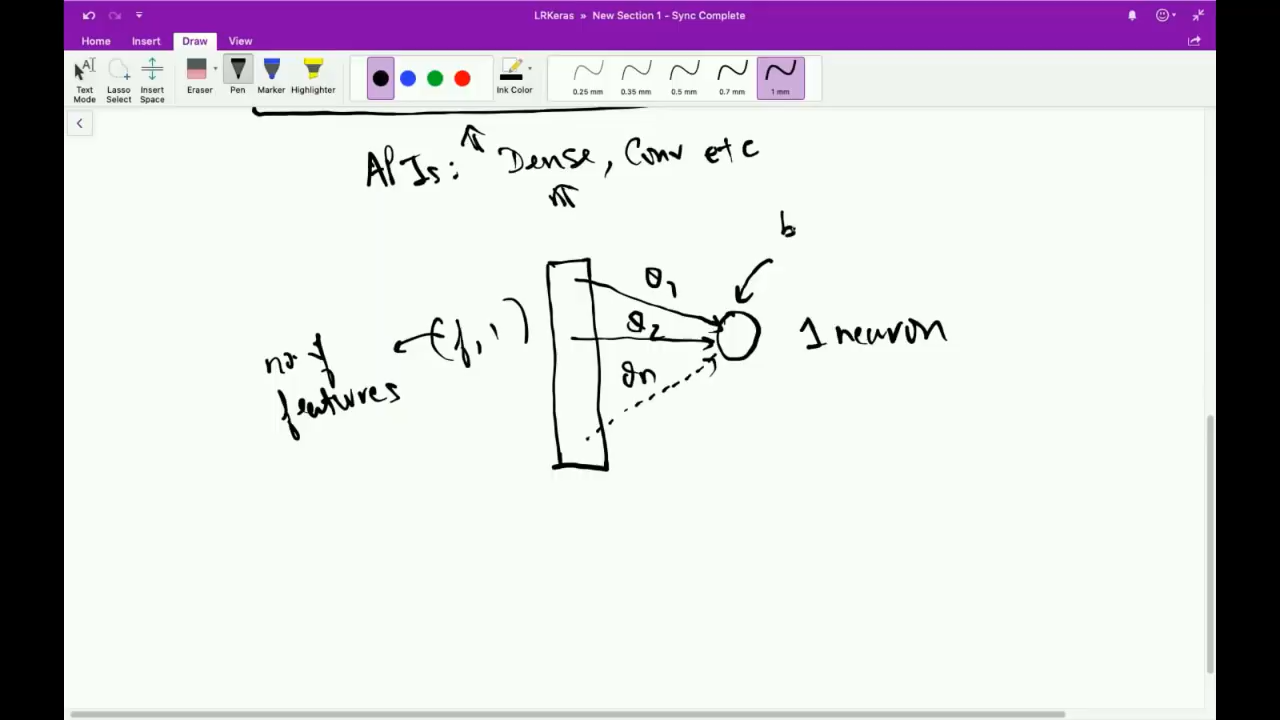 LRKeras » New Section 1 - Sync Complete
Home Insert Draw View
Text Mode
Lasso Select
Insert Space
Eraser
Pen
Marker
Highlighter
Ink Color
0.25 mm
0.35 mm
0.5 mm
0.7 mm
1 mm
APIs: Dense, Conv etc
b
θ1
θ2
θn
1 neuron
(f, 1)
no of
features